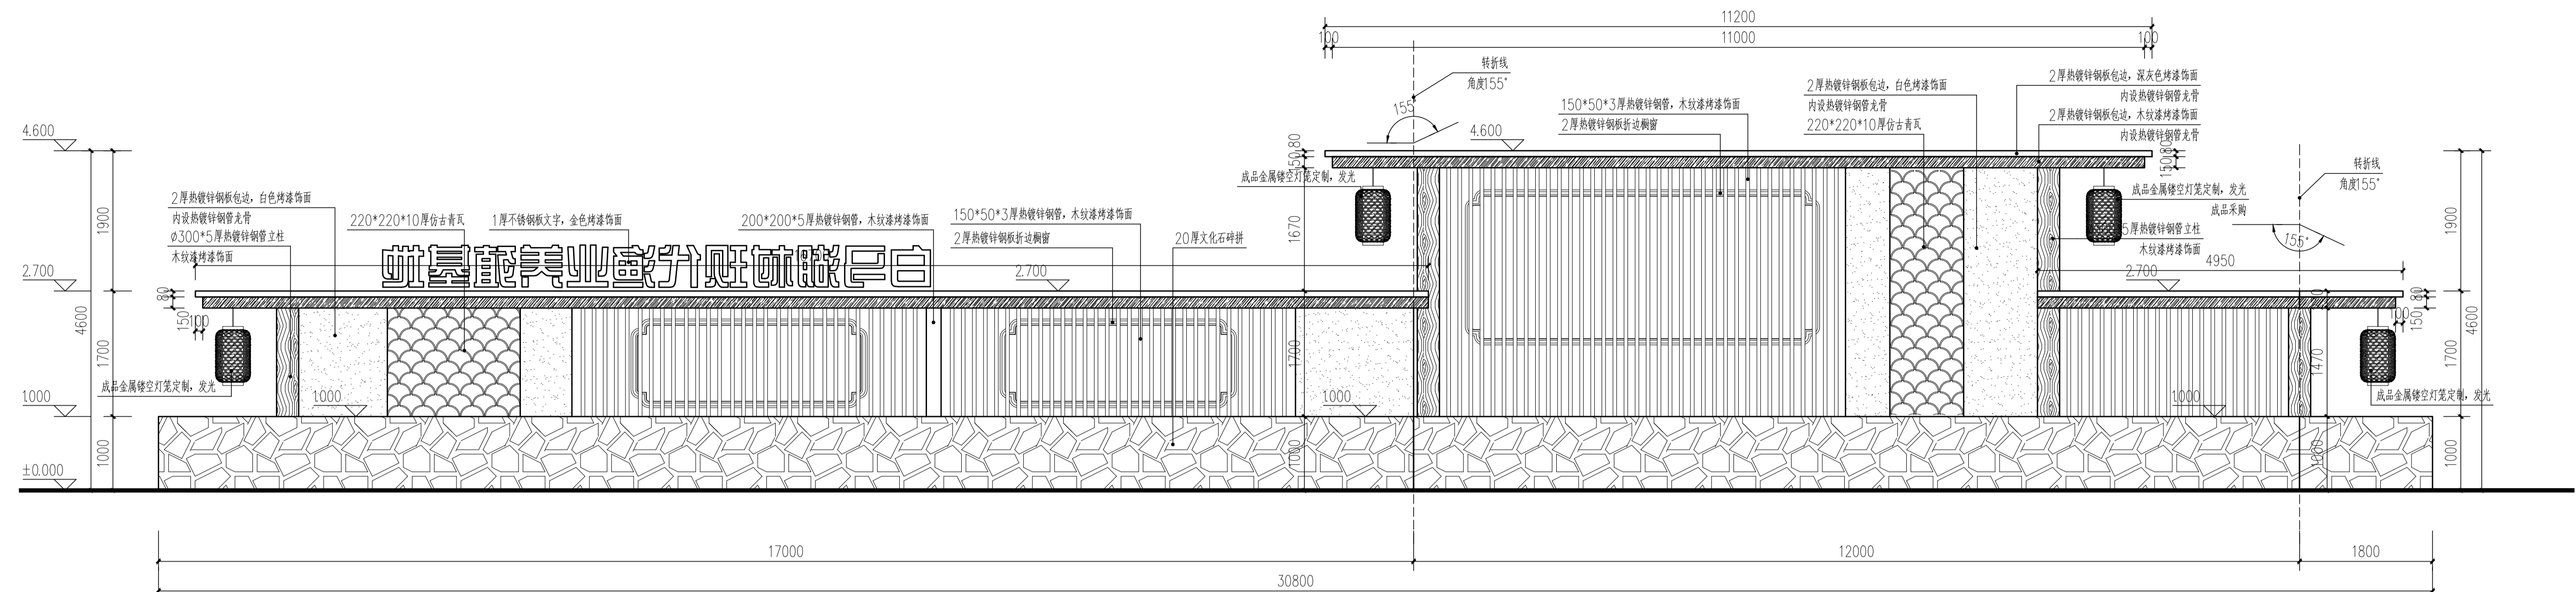 11200
100
11000
100
转折线
角度155°
155°
2厚热镀锌钢板包边，深灰色烤漆饰面
内设热镀锌钢管龙骨
2厚热镀锌钢板包边，木纹漆烤漆饰面
内设热镀锌钢管龙骨
2厚热镀锌钢板包边，白色烤漆饰面
内设热镀锌钢管龙骨
220*220*10厚仿古青瓦
150*50*3厚热镀锌钢管，木纹漆烤漆饰面
2厚热镀锌钢板折边橱窗
4.600
4.600
80
150
80
150
转折线
角度155°
155°
成品金属镂空灯笼定制，发光
成品金属镂空灯笼定制，发光
成品采购
5厚热镀锌钢管立柱
木纹漆烤漆饰面
2厚热镀锌钢板包边，白色烤漆饰面
内设热镀锌钢管龙骨
Ø300*5厚热镀锌钢管立柱
木纹漆烤漆饰面
220*220*10厚仿古青瓦
1厚不锈钢板文字，金色烤漆饰面
200*200*5厚热镀锌钢管，木纹漆烤漆饰面
150*50*3厚热镀锌钢管，木纹漆烤漆饰面
2厚热镀锌钢板折边橱窗
20厚文化石碎拼
1900
1670
1900
4950
2.700
2.700
2.700
80
150
100
80
150
100
4600
1700
1700
1470
1700
4600
成品金属镂空灯笼定制，发光
成品金属镂空灯笼定制，发光
1.000
1.000
1.000
1.000
1000
1000
1000
1000
±0.000
17000
12000
1800
30800